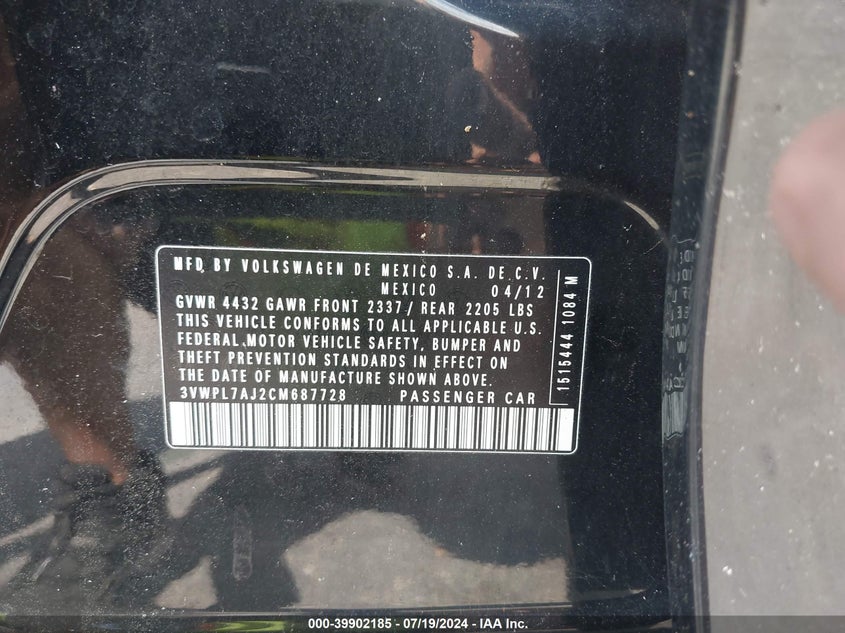 MFD. BY VOLKSWAGEN DE MEXICO S.A. DE C.V.
MEXICO 04/12
GVWR 4432 GAWR FRONT 2337/ REAR 2205 LBS
THIS VEHICLE CONFORMS TO ALL APPLICABLE U.S.
FEDERAL MOTOR VEHICLE SAFETY, BUMPER AND
THEFT PREVENTION STANDARDS IN EFFECT ON
THE DATE OF MANUFACTURE SHOWN ABOVE.
3VWPL7AJ2CM687728 PASSENGER CAR
1515444 1084 M
000-39902185 - 07/19/2024 - IAA Inc.